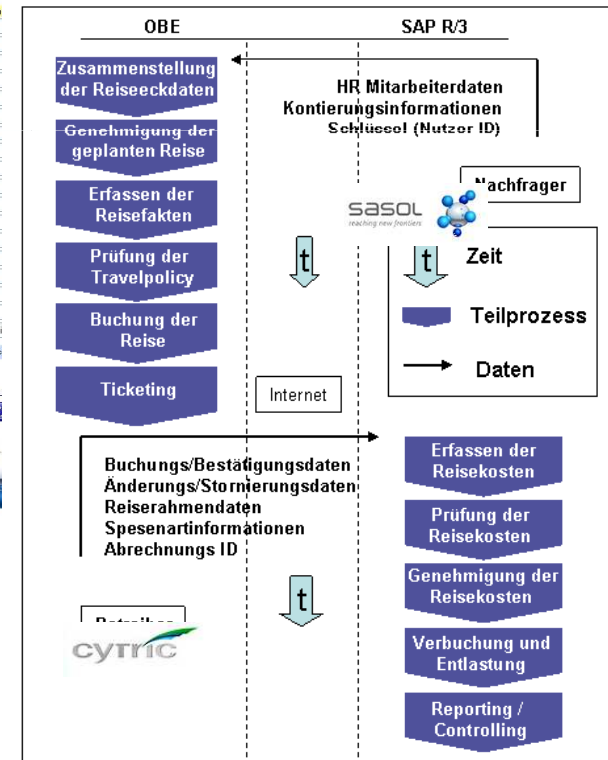 OBE
SAP R/3
Zusammenstellung
der Reiseeckdaten
HR Mitarbeiterdaten
Kontierungsinformationen
Schlüssel (Nutzer ID)
Genehmigung der
geplanten Reise
Nachfrager
sasol
reaching new frontiers
Erfassen der
Reisefakten
t
t
Zeit
Prüfung der
Travelpolicy
Teilprozess
Buchung der
Reise
Daten
Ticketing
Internet
Buchungs/Bestätigungsdaten
Änderungs/Stornierungsdaten
Reiserahmendaten
Spesenartinformationen
Abrechnungs ID
Erfassen der
Reisekosten
Prüfung der
Reisekosten
Genehmigung der
Reisekosten
t
Betreiber
cytric
Verbuchung und
Entlastung
Reporting /
Controlling